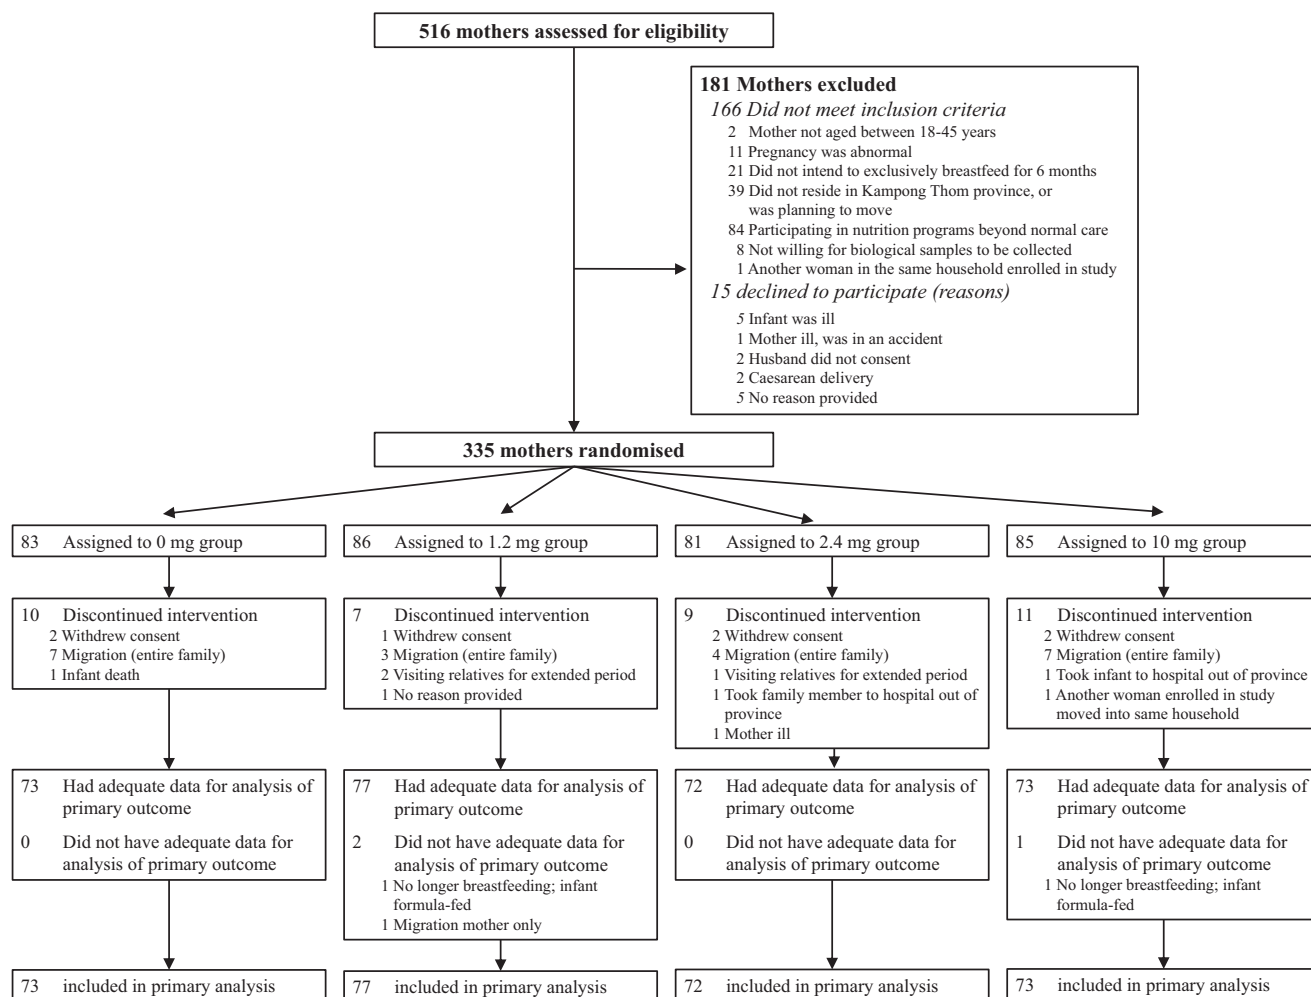 516 mothers assessed for eligibility
181 Mothers excluded
166 Did not meet inclusion criteria
2 Mother not aged between 18-45 years
11 Pregnancy was abnormal
21 Did not intend to exclusively breastfeed for 6 months
39 Did not reside in Kampong Thom province, or
was planning to move
84 Participating in nutrition programs beyond normal care
8 Not willing for biological samples to be collected
1 Another woman in the same household enrolled in study
15 declined to participate (reasons)
5 Infant was ill
1 Mother ill, was in an accident
2 Husband did not consent
2 Caesarean delivery
5 No reason provided
335 mothers randomised
83 Assigned to 0 mg group
10 Discontinued intervention
2 Withdrew consent
7 Migration (entire family)
1 Infant death
73 Had adequate data for analysis of
primary outcome
0 Did not have adequate data for
analysis of primary outcome
73 included in primary analysis
86 Assigned to 1.2 mg group
7 Discontinued intervention
1 Withdrew consent
3 Migration (entire family)
2 Visiting relatives for extended period
1 No reason provided
77 Had adequate data for analysis of
primary outcome
2 Did not have adequate data for
analysis of primary outcome
1 No longer breastfeeding; infant
formula-fed
1 Migration mother only
77 included in primary analysis
81 Assigned to 2.4 mg group
9 Discontinued intervention
2 Withdrew consent
4 Migration (entire family)
1 Visiting relatives for extended period
1 Took family member to hospital out of
province
1 Mother ill
72 Had adequate data for analysis of
primary outcome
0 Did not have adequate data for
analysis of primary outcome
72 included in primary analysis
85 Assigned to 10 mg group
11 Discontinued intervention
2 Withdrew consent
7 Migration (entire family)
1 Took infant to hospital out of province
1 Another woman enrolled in study
moved into same household
73 Had adequate data for analysis of
primary outcome
1 Did not have adequate data for
analysis of primary outcome
1 No longer breastfeeding; infant
formula-fed
73 included in primary analysis